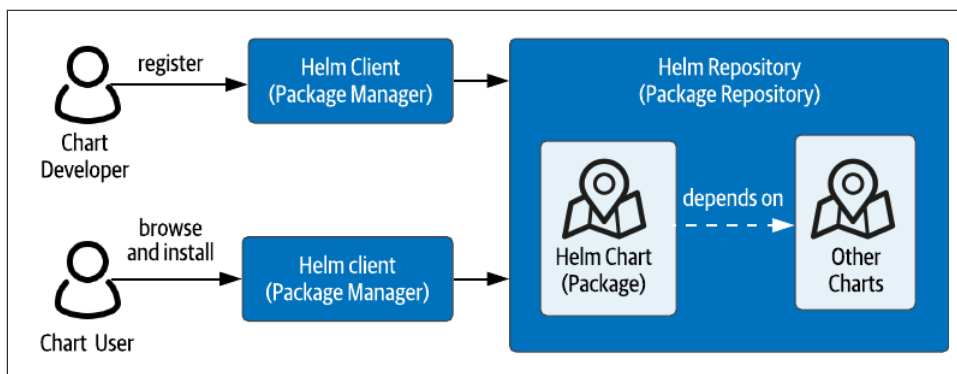 register
Helm Client
(Package Manager)
Chart
Developer
browse
and install
Helm client
(Package Manager)
Chart User
Helm Repository
(Package Repository)
Helm Chart
(Package)
depends on
Other
Charts